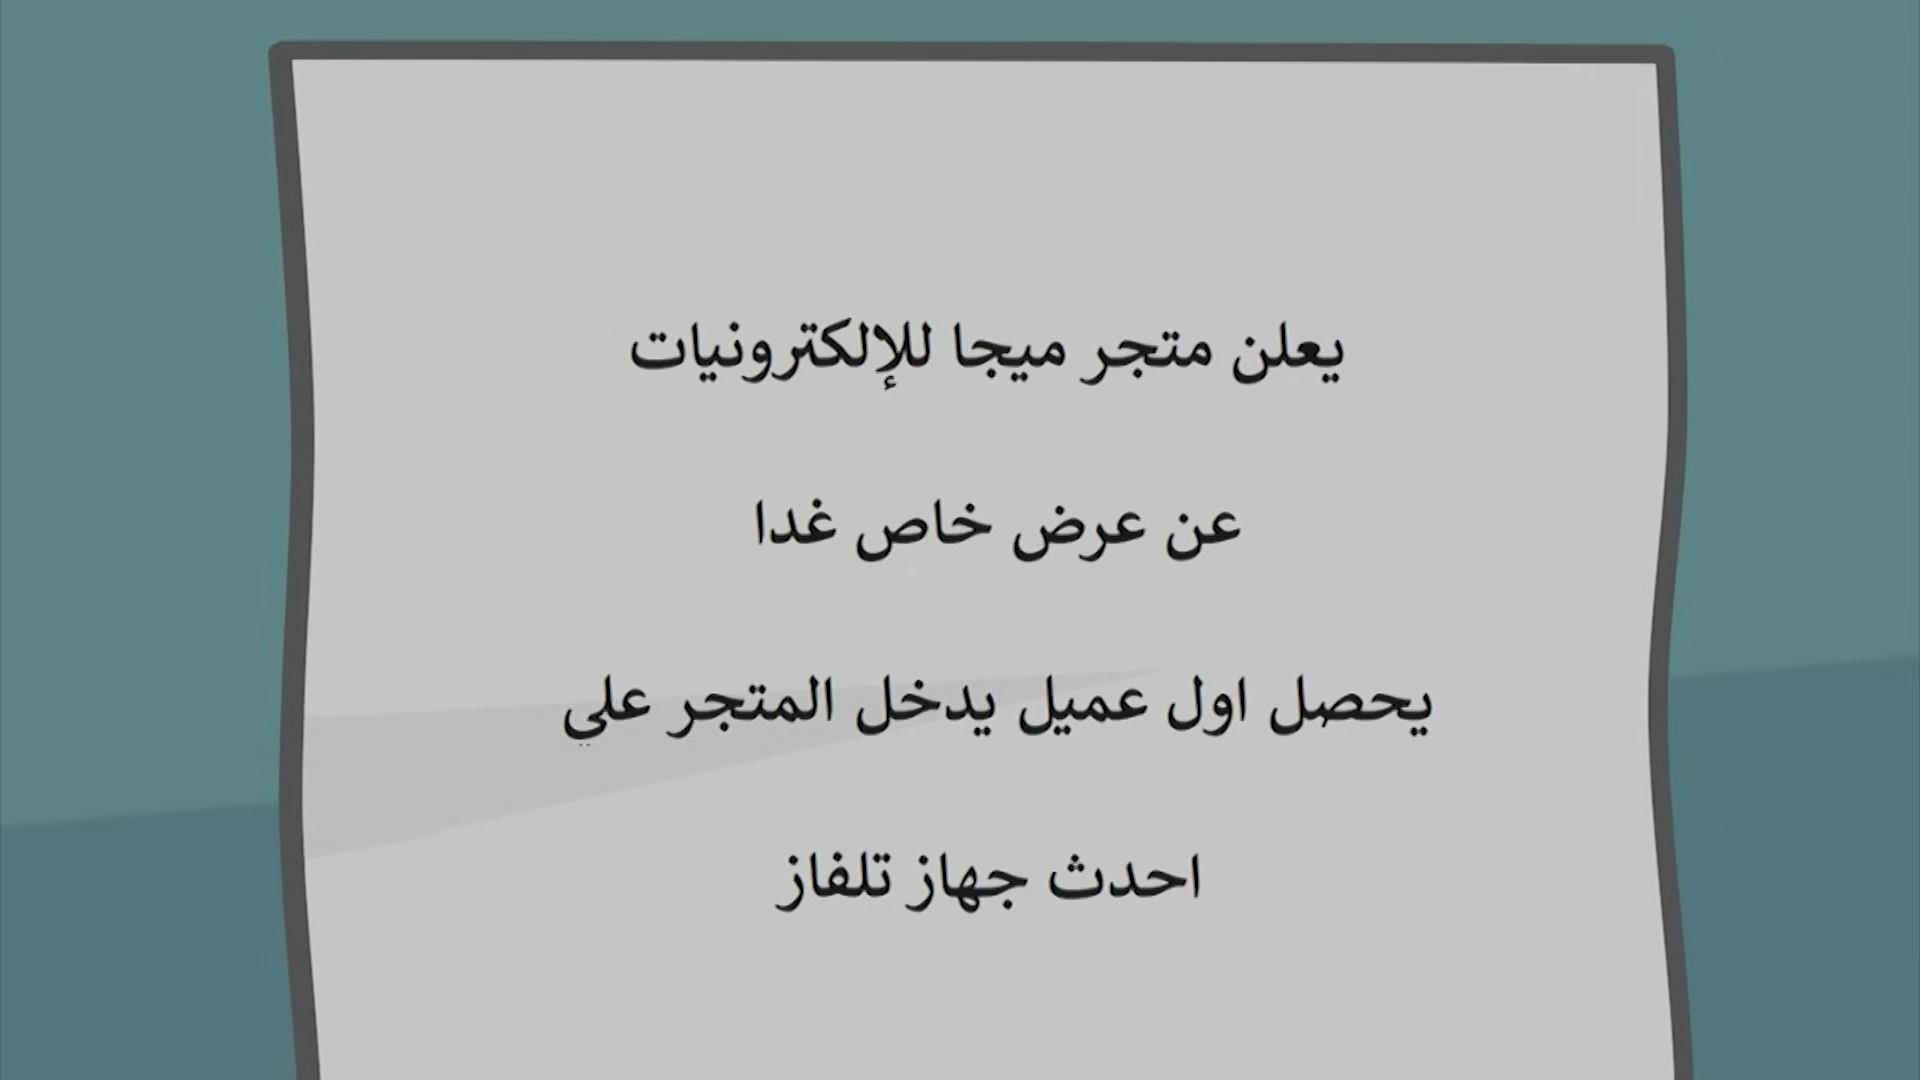 يعلن متجر ميجا للإلكترونيات
عن عرض خاص غدا
يحصل اول عميل يدخل المتجر علي
احدث جهاز تلفاز